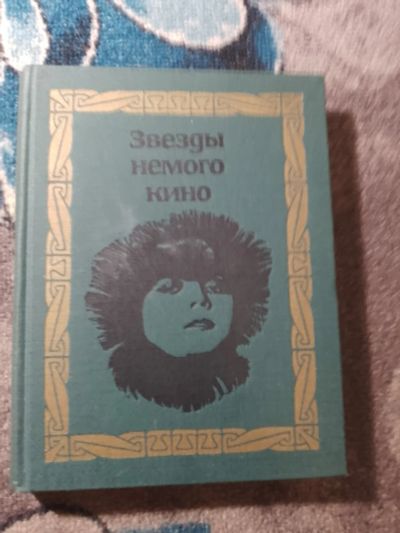 Звезды
немого
кино